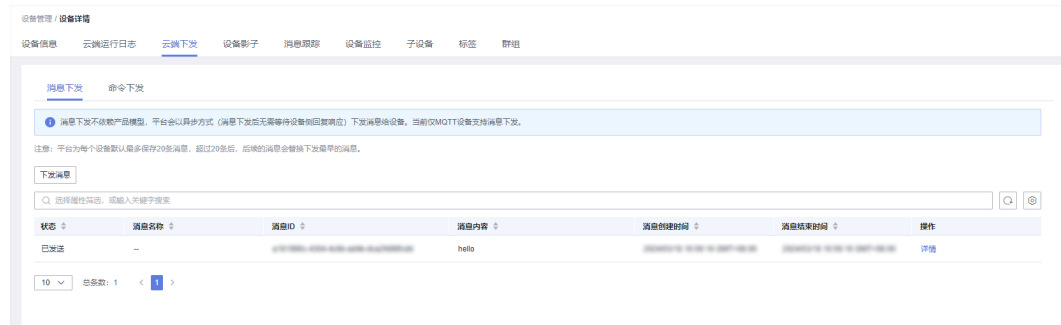 设备管理 / 设备详情
设备信息 云端运行日志 云端下发 设备影子 消息跟踪 设备监控 子设备 标签 群组
消息下发 命令下发
消息下发不依赖产品模型，平台会以异步方式（消息下发后无需等待设备侧回复响应）下发消息给设备。当前仅MQTT设备支持消息下发。
注意：平台为每个设备默认最多保存20条消息，超过20条后，后续的消息会替换下发最早的消息。
下发消息
选择属性筛选，或输入关键字搜索
状态 消息名称 消息ID 消息内容 消息创建时间 消息结束时间 操作
已发送 -- hello 详情
10 总条数：1 < 1 >